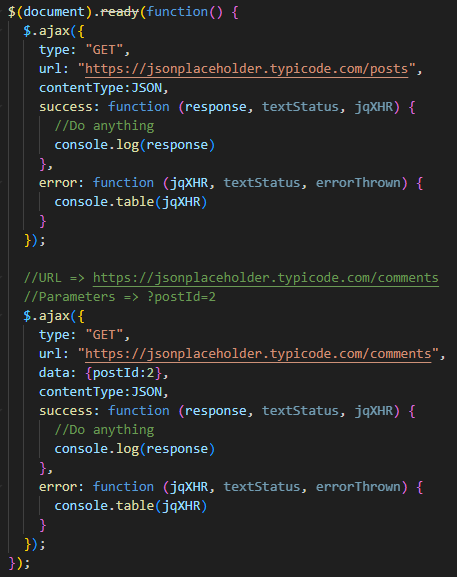 $(document).ready(function() {
  $.ajax({
    type: "GET",
    url: "https://jsonplaceholder.typicode.com/posts",
    contentType:JSON,
    success: function (response, textStatus, jqXHR) {
      //Do anything
      console.log(response)
    },
    error: function (jqXHR, textStatus, errorThrown) {
      console.table(jqXHR)
    }
  });

  //URL => https://jsonplaceholder.typicode.com/comments
  //Parameters => ?postId=2
  $.ajax({
    type: "GET",
    url: "https://jsonplaceholder.typicode.com/comments",
    data: {postId:2},
    contentType:JSON,
    success: function (response, textStatus, jqXHR) {
      //Do anything
      console.log(response)
    },
    error: function (jqXHR, textStatus, errorThrown) {
      console.table(jqXHR)
    }
  });
});